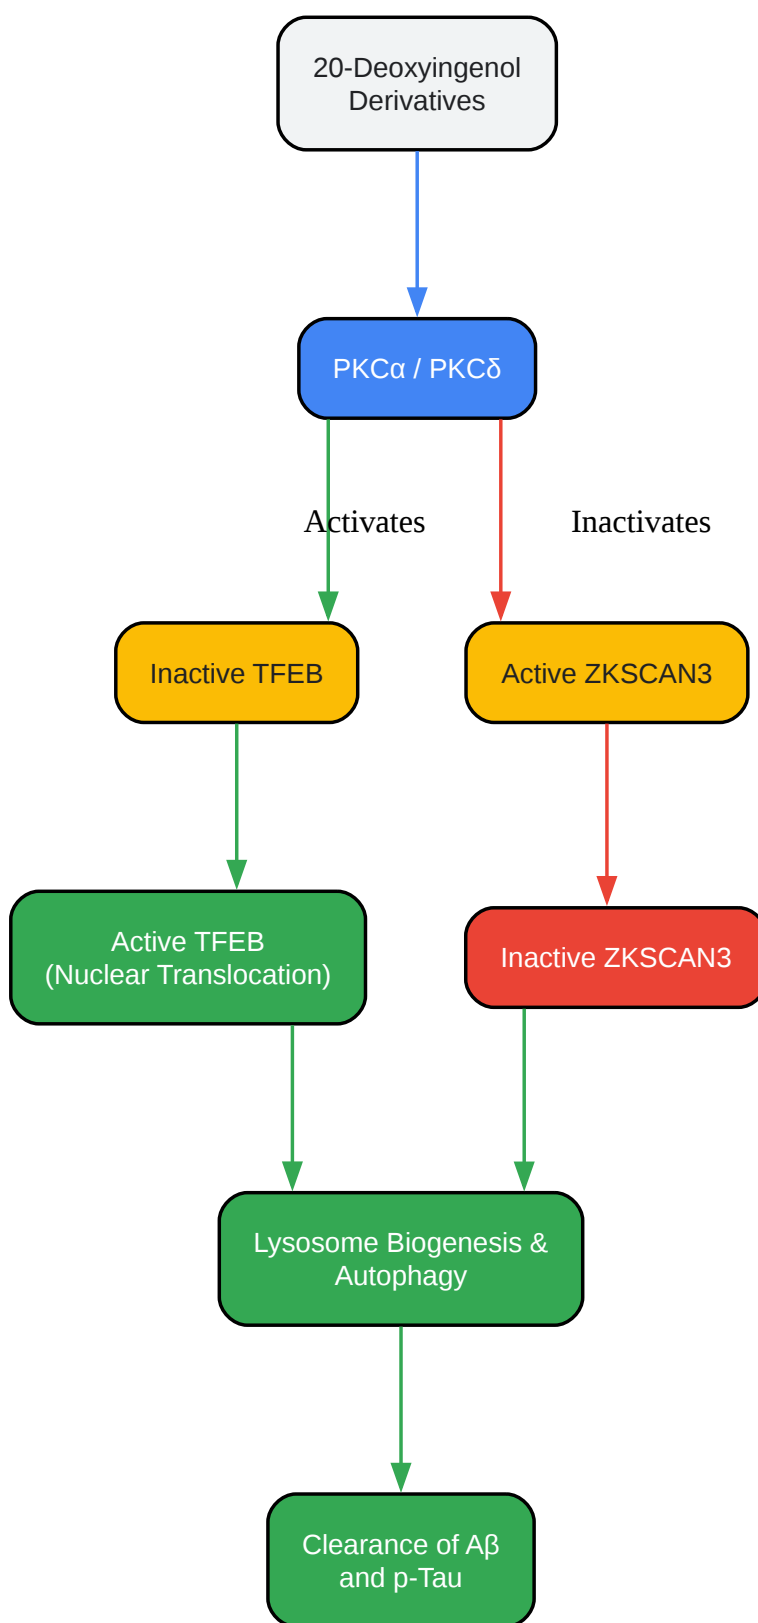 20-Deoxyingenol
Derivatives
PKCα / PKCδ
Activates
Inactivates
Inactive TFEB
Active ZKSCAN3
Active TFEB
(Nuclear Translocation)
Inactive ZKSCAN3
Lysosome Biogenesis &
Autophagy
Clearance of Aβ
and p-Tau